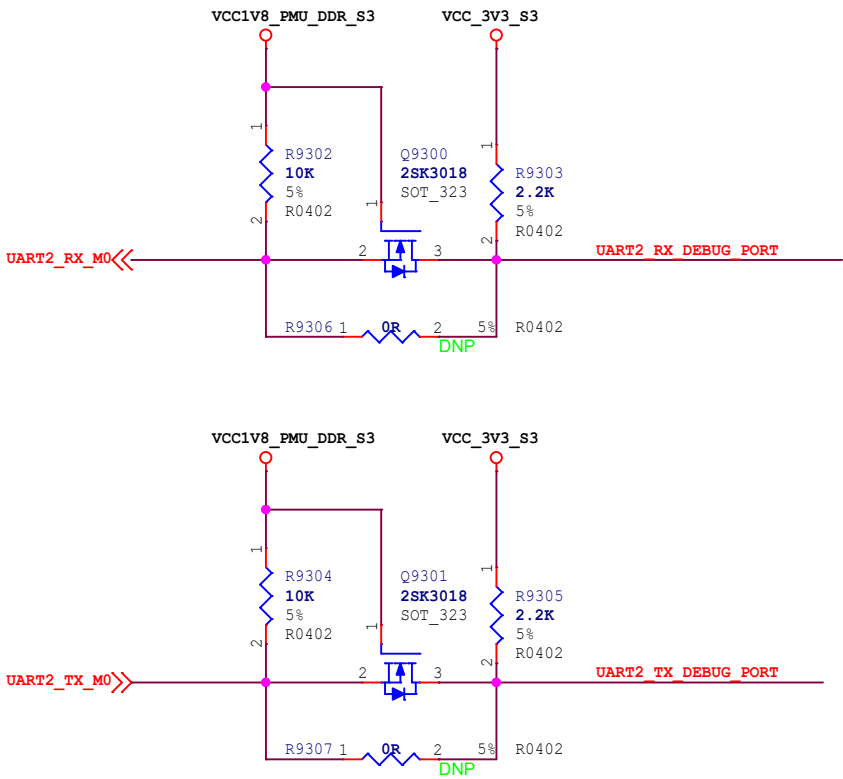 VCC1V8_PMU_DDR_S3 VCC_3V3_S3
1 1
R9302 Q9300
10K 2SK3018 R9303
5% SOT_323 2.2K
R0402 1 5%
2 2 R0402
UART2_RX_M0 2 3 UART2_RX_DEBUG_PORT
R9306 1 0R 2 5% R0402
DNP
VCC1V8_PMU_DDR_S3 VCC_3V3_S3
1 1
R9304 Q9301
10K 2SK3018 R9305
5% SOT_323 2.2K
R0402 1 5%
2 2 R0402
UART2_TX_M0 2 3 UART2_TX_DEBUG_PORT
R9307 1 0R 2 5% R0402
DNP